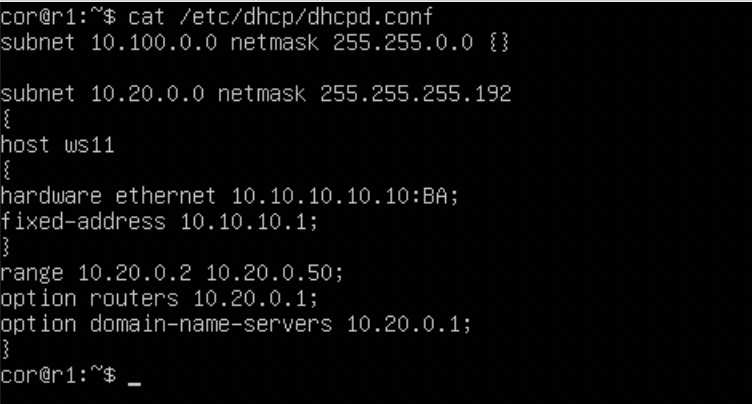 cor@r1:~$ cat /etc/dhcp/dhcpd.conf
subnet 10.100.0.0 netmask 255.255.0.0 {}

subnet 10.20.0.0 netmask 255.255.255.192
{
host ws11
{
hardware ethernet 10.10.10.10.10:BA;
fixed-address 10.10.10.1;
}
range 10.20.0.2 10.20.0.50;
option routers 10.20.0.1;
option domain-name-servers 10.20.0.1;
}
cor@r1:~$ _